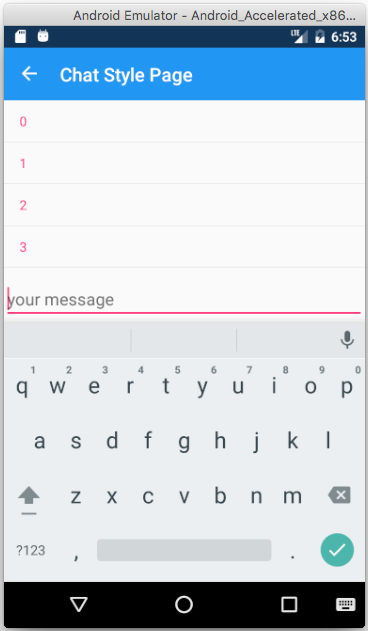 Android Emulator - Android_Accelerated_x86...
LTE 6:53
Chat Style Page
0
1
2
3
your message
1 2 3 4 5 6 7 8 9 0
q w e r t y u i o p
a s d f g h j k l
z x c v b n m
?123 , .